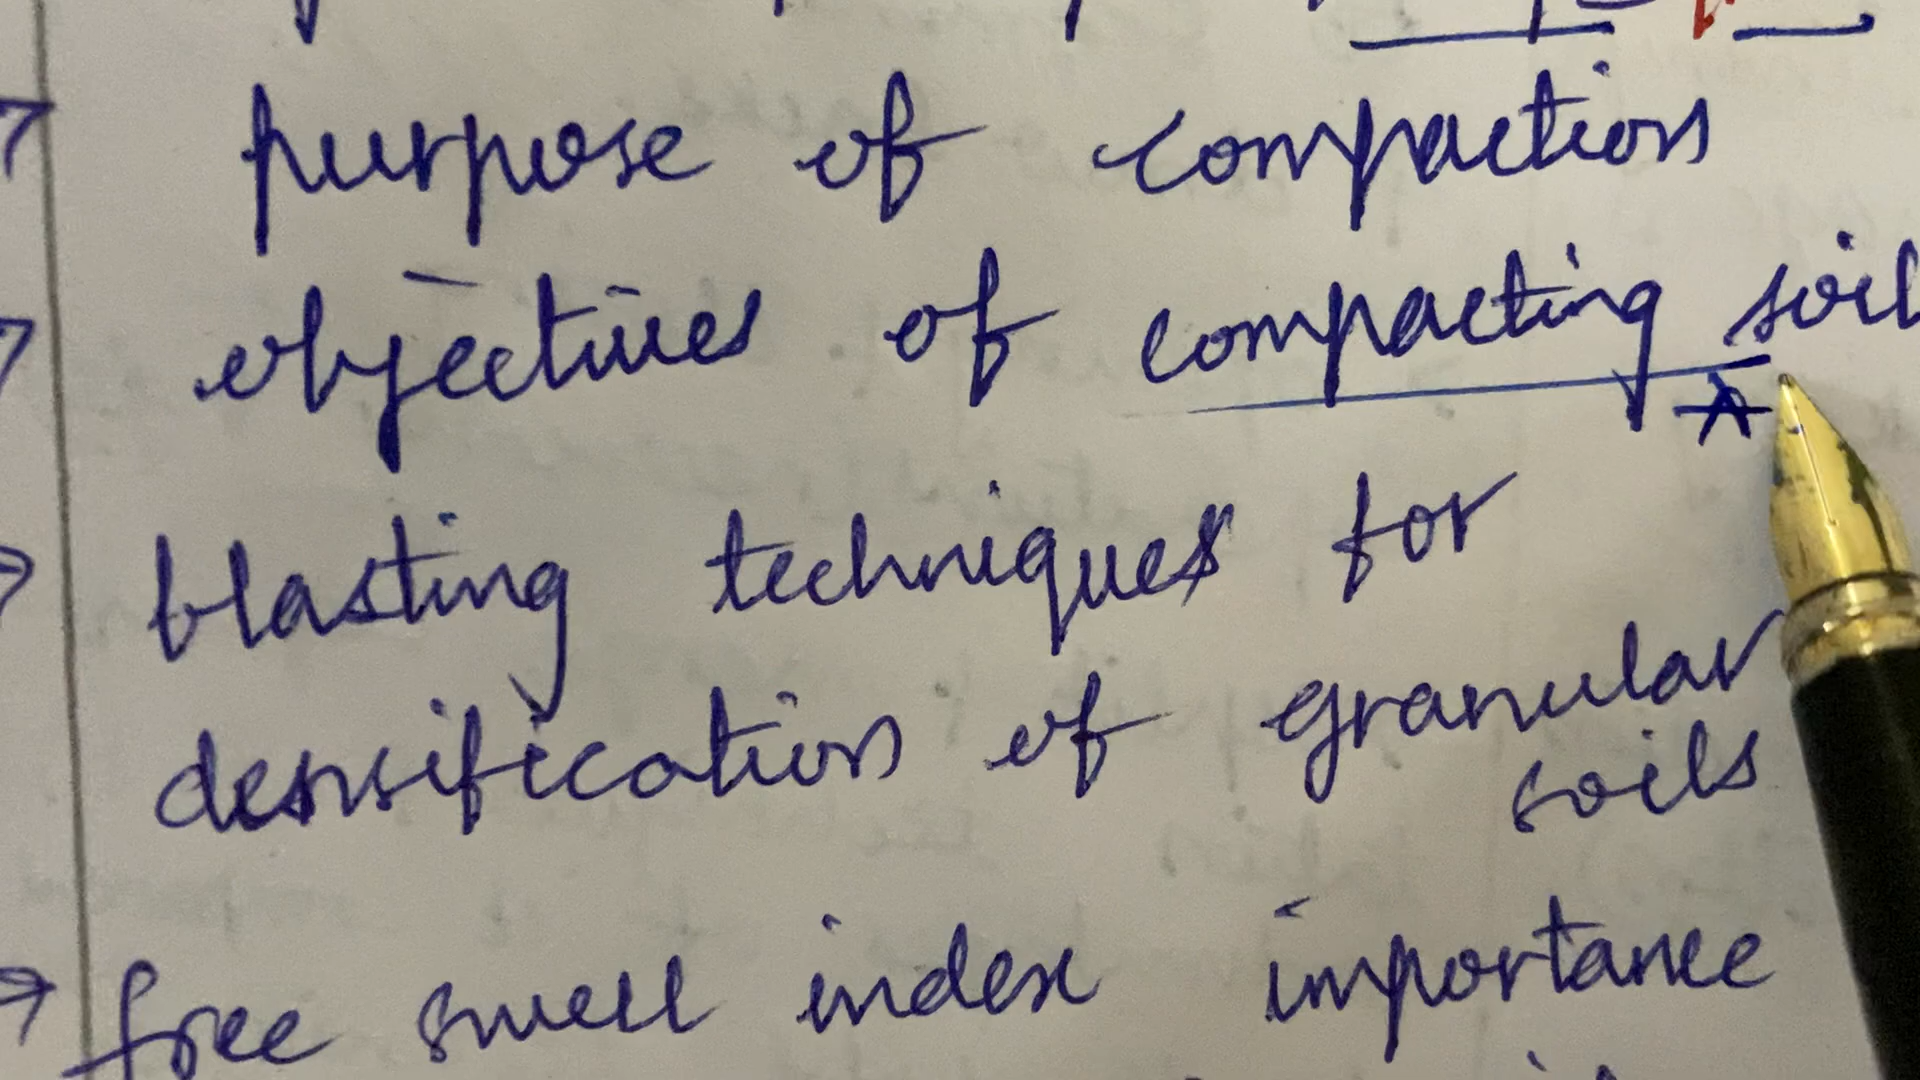 → purpose of compaction
→ objectives of compacting soil
→ blasting techniques for
densification of granular
soils
→ free swell index importance